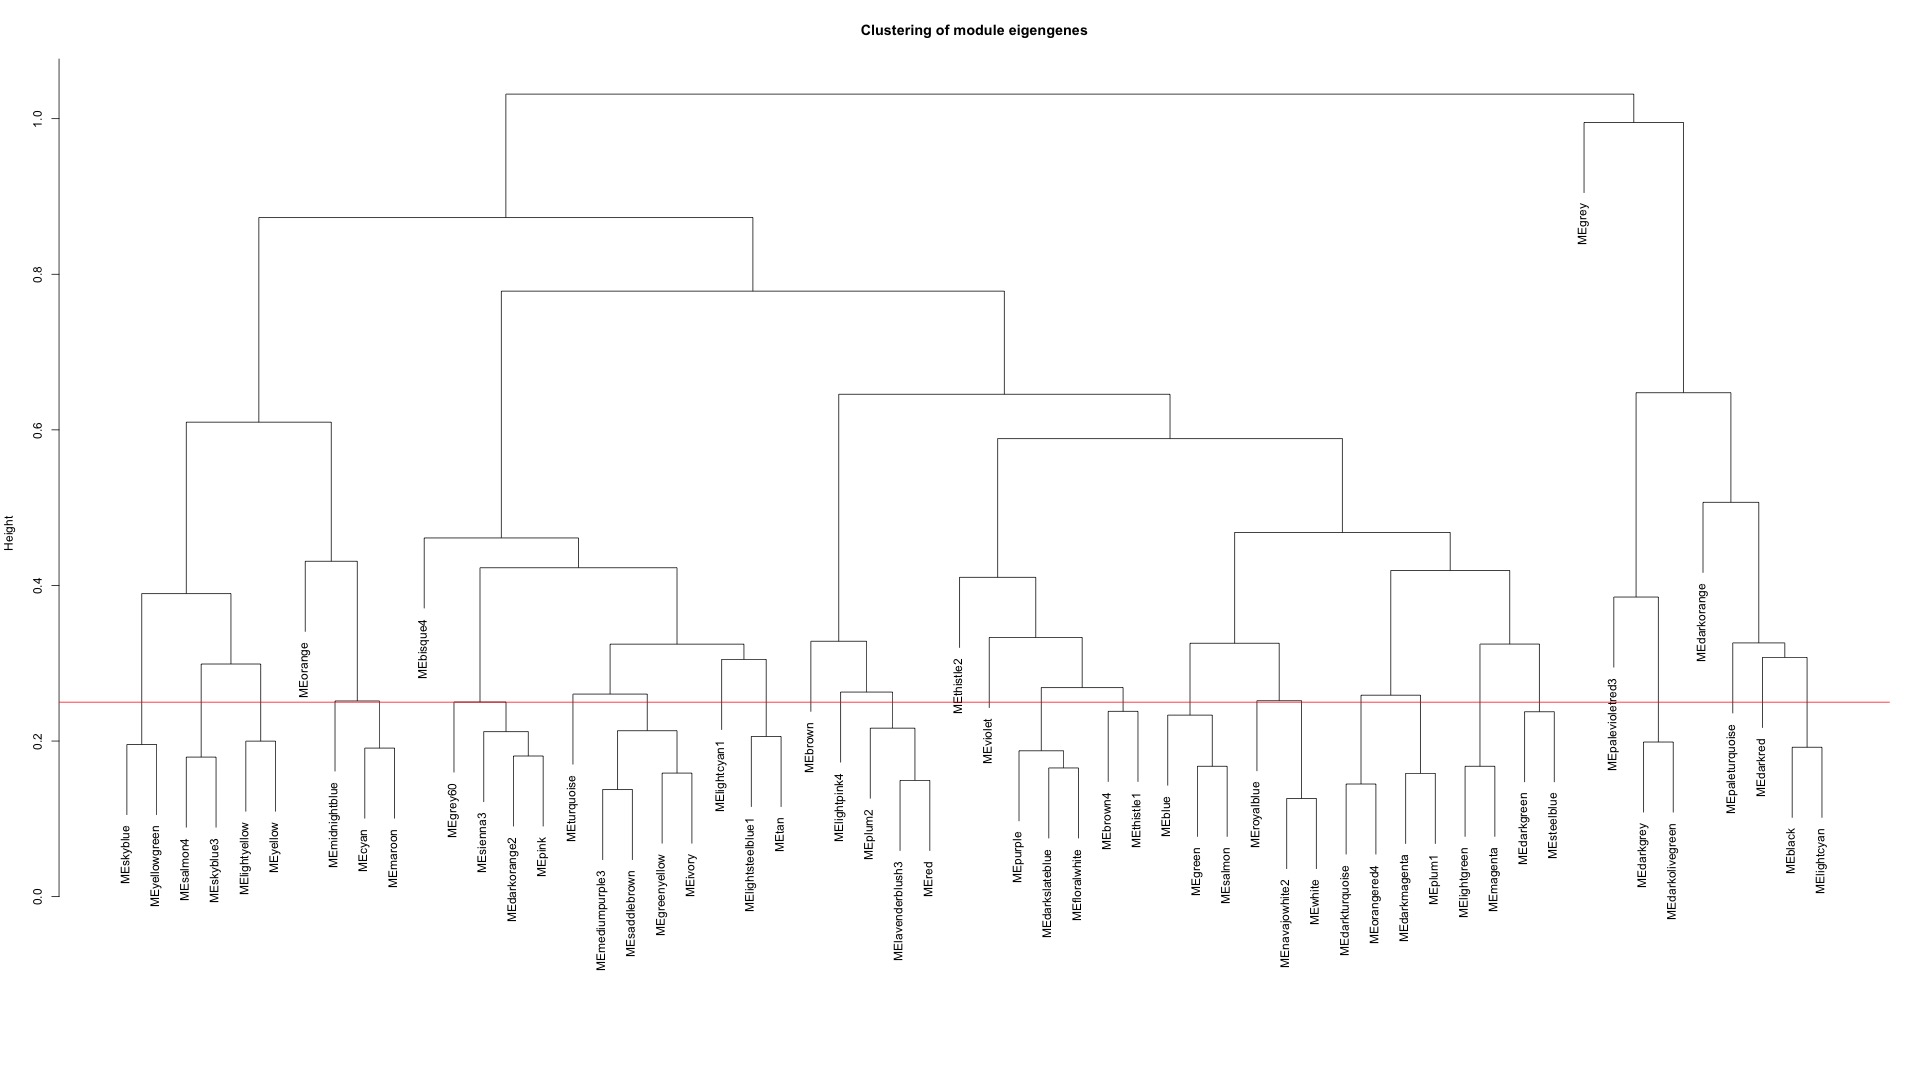 Clustering of module eigengenes
Height
1.0
0.8
0.6
0.4
0.2
0.0
MEskyblue
MEyellowgreen
MEsalmon4
MEskyblue3
MElightyellow
MEyellow
MEorange
MEmidnightblue
MEcyan
MEmaroon
MEbisque4
MEgrey60
MEsienna3
MEdarkorange2
MEpink
MEturquoise
MEmediumpurple3
MEsaddlebrown
MEgreenyellow
MEivory
MElightcyan1
MElightsteelblue1
MEtan
MEbrown
MElightpink4
MEplum2
MElavenderblush3
MEred
MEthistle2
MEviolet
MEpurple
MEdarkslateblue
MEfloralwhite
MEbrown4
MEthistle1
MEblue
MEgreen
MEsalmon
MEroyalblue
MEnavajowhite2
MEwhite
MEdarkturquoise
MEorangered4
MEdarkmagenta
MEplum1
MElightgreen
MEmagenta
MEdarkgreen
MEsteelblue
MEgrey
MEpalevioletred3
MEdarkgrey
MEdarkolivegreen
MEdarkorange
MEpaleturquoise
MEdarkred
MEblack
MElightcyan